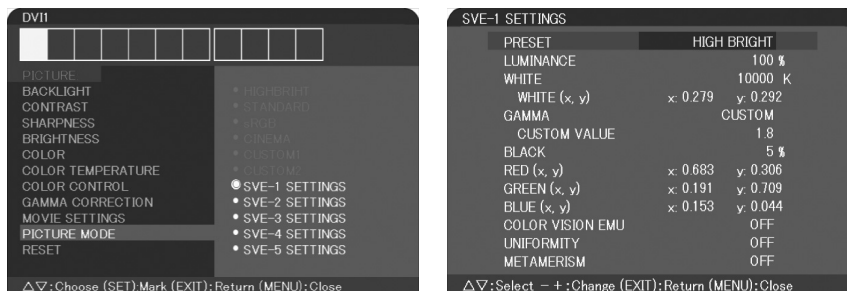 DVI1
PICTURE
BACKLIGHT
CONTRAST
SHARPNESS
BRIGHTNESS
COLOR
COLOR TEMPERATURE
COLOR CONTROL
GAMMA CORRECTION
MOVIE SETTINGS
PICTURE MODE
RESET
• HIGHBRIHT
• STANDARD
• sRGB
• CINEMA
• CUSTOM1
• CUSTOM2
SVE-1 SETTINGS
• SVE-2 SETTINGS
• SVE-3 SETTINGS
• SVE-4 SETTINGS
• SVE-5 SETTINGS
△▽:Choose (SET):Mark (EXIT):Return (MENU):Close
SVE-1 SETTINGS
PRESET HIGH BRIGHT
LUMINANCE 100 %
WHITE 10000 K
WHITE (x, y) x: 0.279 y: 0.292
GAMMA CUSTOM
CUSTOM VALUE 1.8
BLACK 5 %
RED (x, y) x: 0.683 y: 0.306
GREEN (x, y) x: 0.191 y: 0.709
BLUE (x, y) x: 0.153 y: 0.044
COLOR VISION EMU OFF
UNIFORMITY OFF
METAMERISM OFF
△▽:Select −+:Change (EXIT):Return (MENU):Close